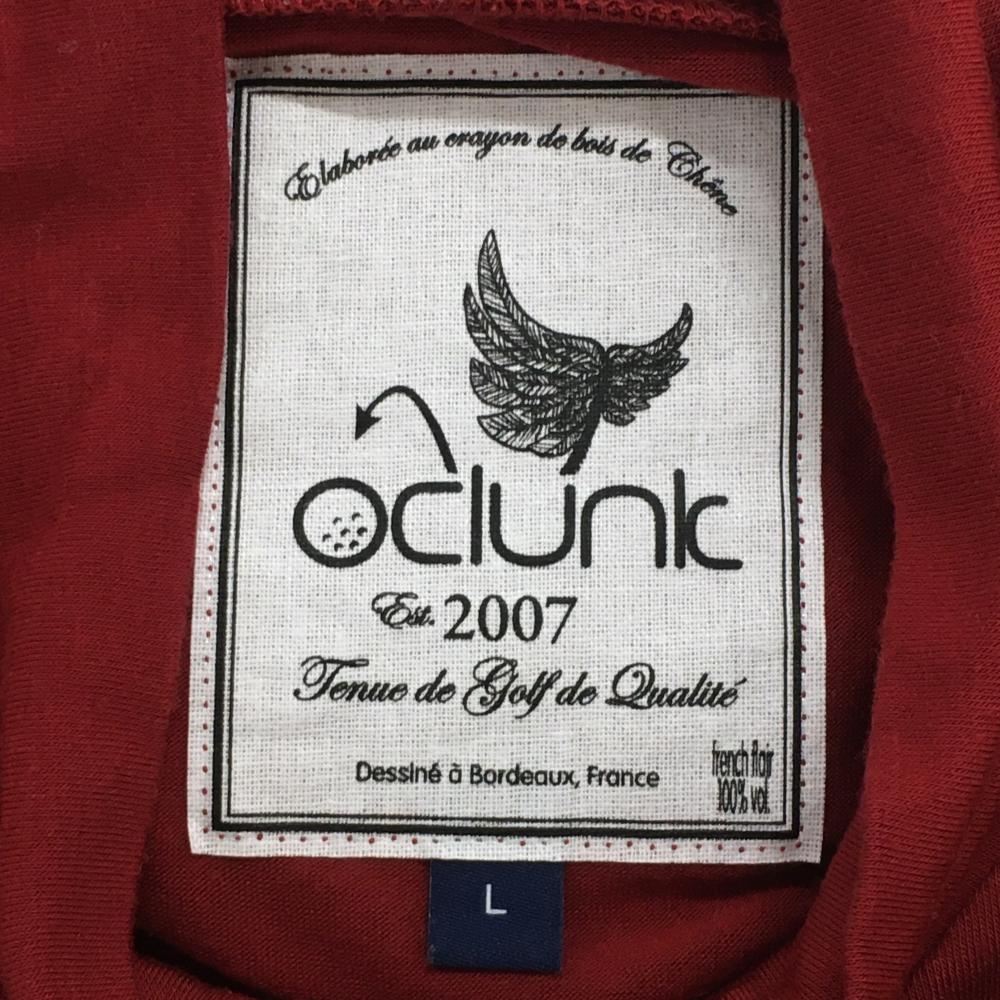 Elaborée au crayon de bois de Chêne
oclunk
Est. 2007
Tenue de Golf de Qualité
Dessiné à Bordeaux, France
french flair
100% vol.
L